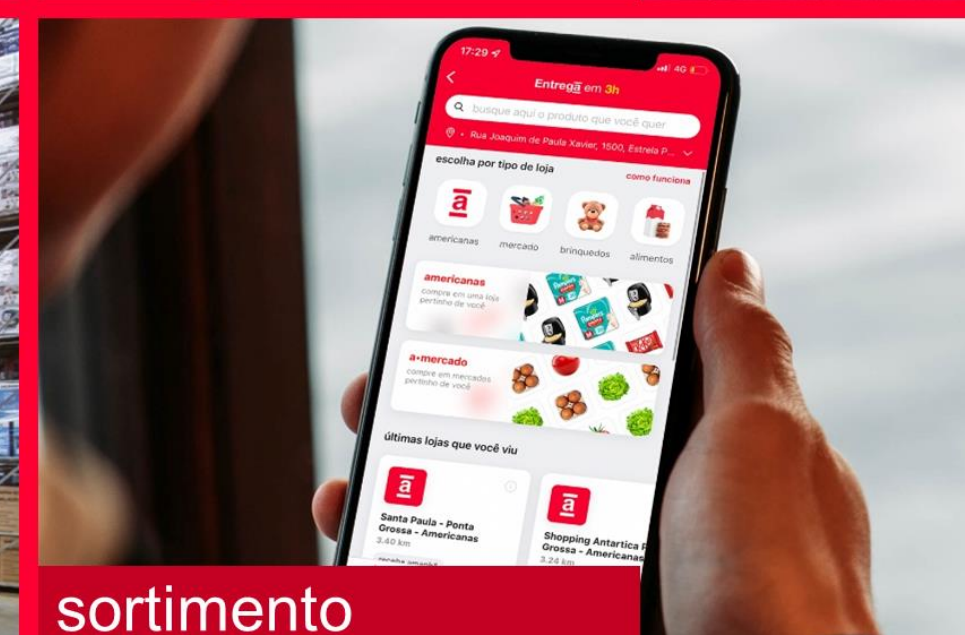 17:29
4G
Entregā em 3h
busque aqui o produto que você quer
Rua Joaquim de Paula Xavier, 1500, Estrela P...
escolha por tipo de loja
como funciona
ā
americanas
mercado
brinquedos
alimentos
americanas
compre em uma loja
pertinho de você
Pampers
a•mercado
compre em mercados
pertinho de você
últimas lojas que você viu
ā
Santa Paula - Ponta
Grossa - Americanas
3.40 km
receba amanhã
ā
Shopping Antartica
Grossa - Americanas
3.24 km
sortimento